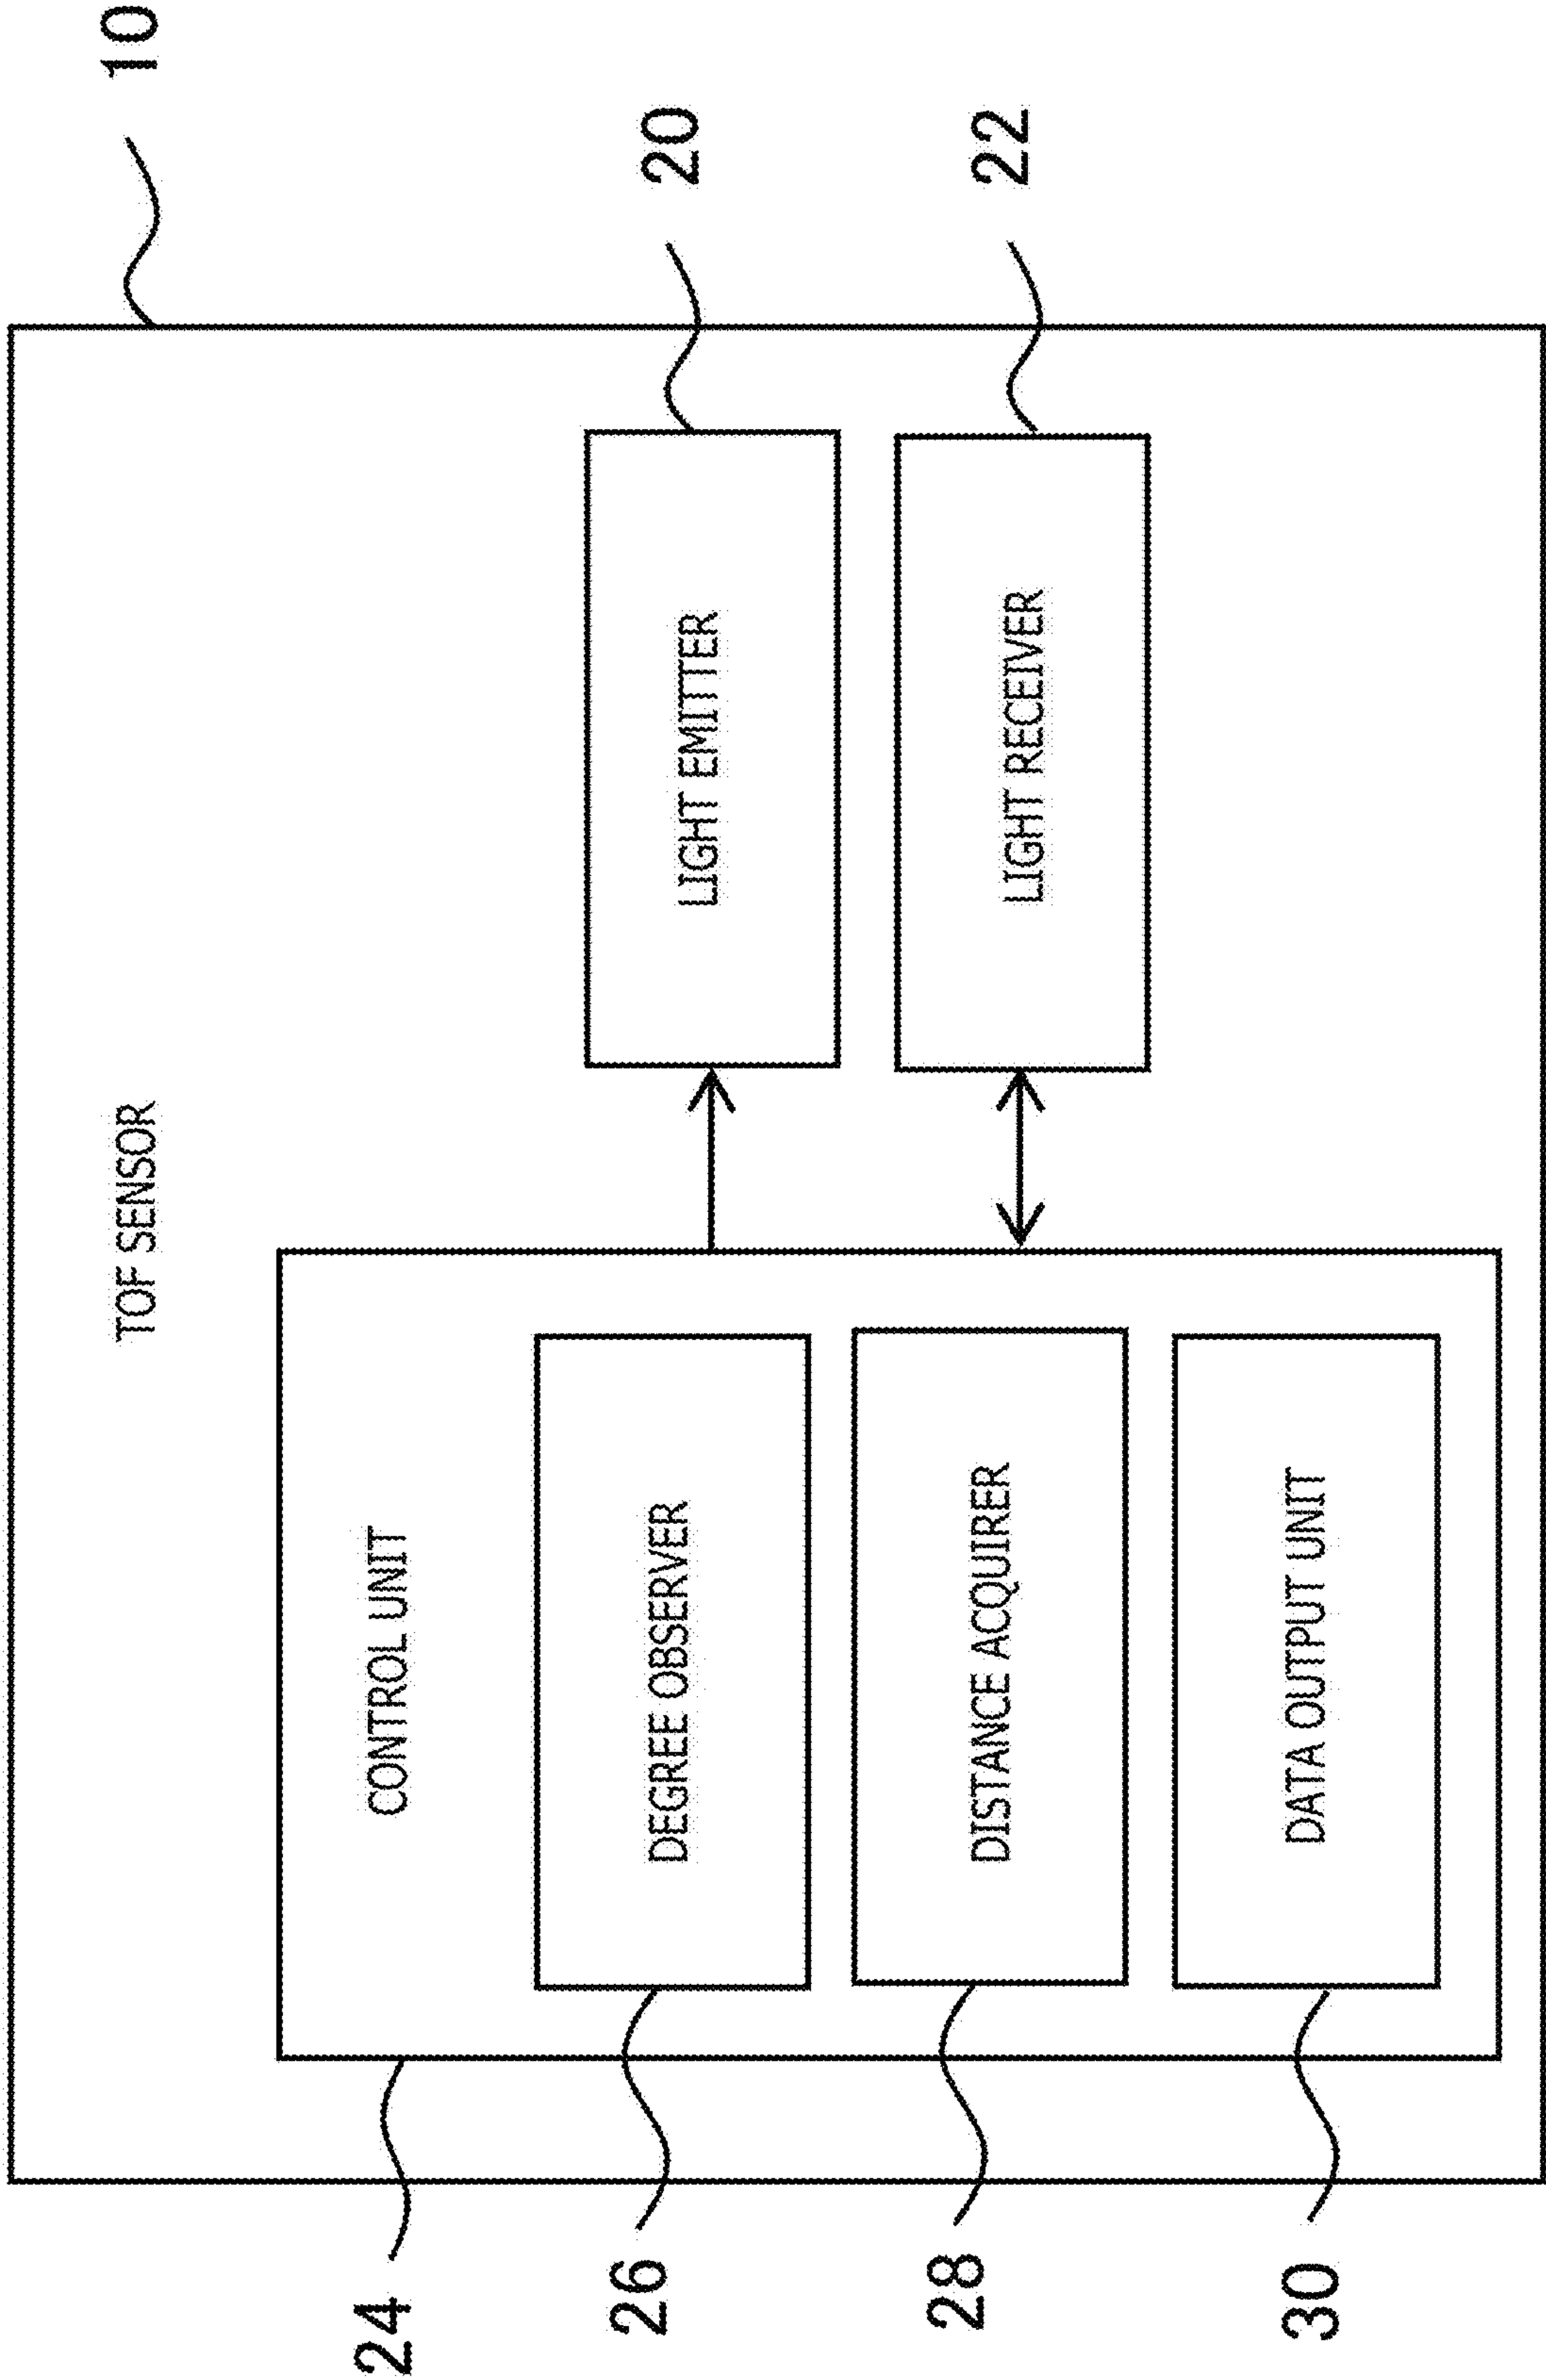 10
TOF SENSOR
24
CONTROL UNIT
26
DEGREE OBSERVER
LIGHT EMITTER
20
28
DISTANCE ACQUIRER
LIGHT RECEIVER
22
30
DATA OUTPUT UNIT